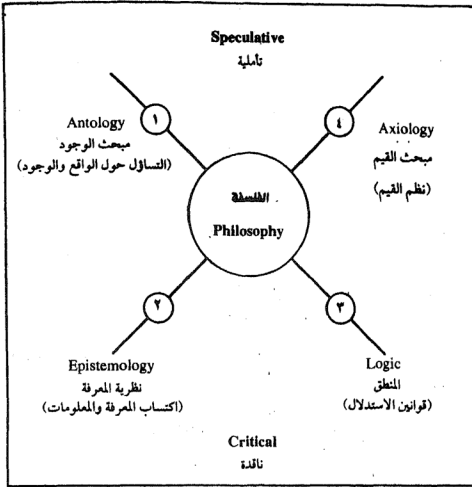 Speculative
تأملية
Antology
١
مبحث الوجود
(التساؤل حول الواقع والوجود)
٤
Axiology
مبحث القيم
(نظم القيم)
الفلسفة
Philosophy
٢
Epistemology
نظرية المعرفة
(اكتساب المعرفة والمعلومات)
٣
Logic
المنطق
(قوانين الاستدلال)
Critical
ناقدة